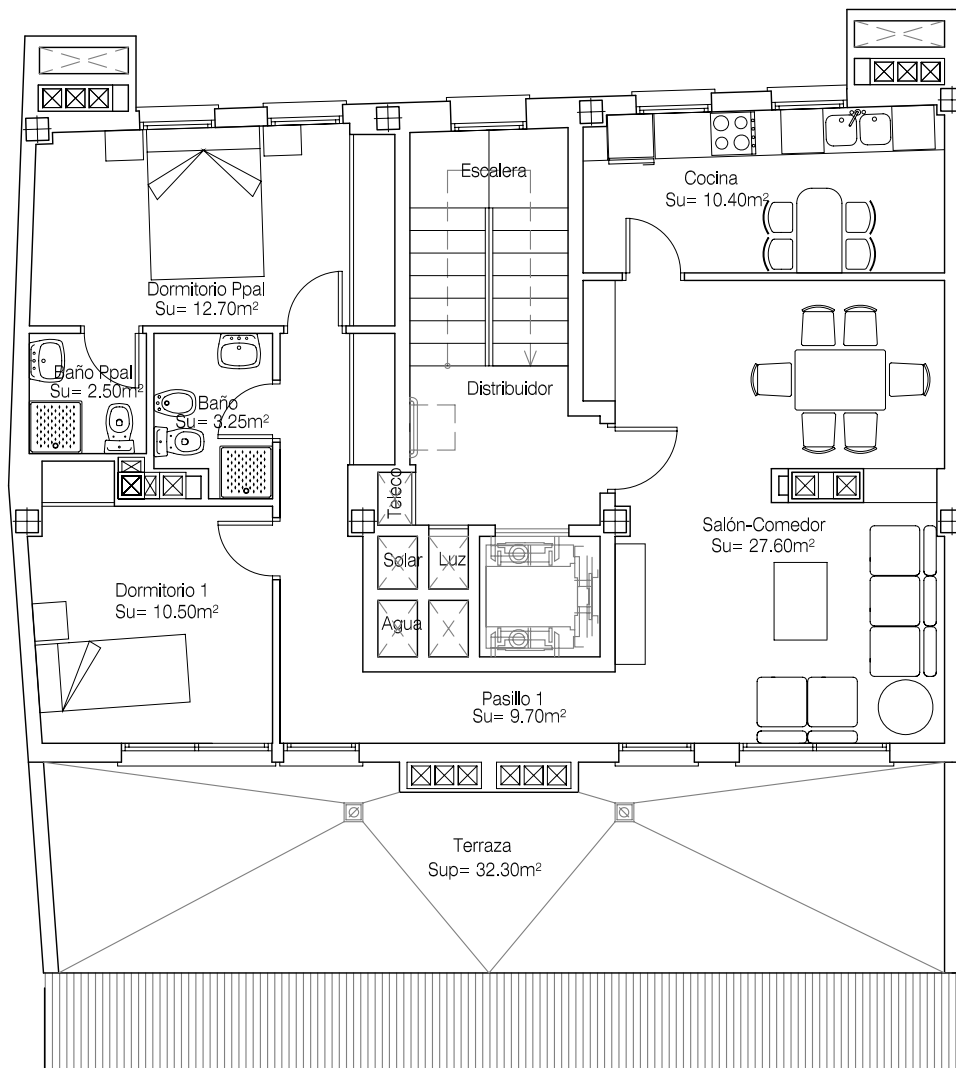 Escalera
Cocina
Su= 10.40m²
Dormitorio Ppal
Su= 12.70m²
Baño Ppal
Su= 2.50m²
Baño
Su= 3.25m²
Distribuidor
Teleco
Solar
Luz
Agua
Salón-Comedor
Su= 27.60m²
Dormitorio 1
Su= 10.50m²
Pasillo 1
Su= 9.70m²
Terraza
Sup= 32.30m²